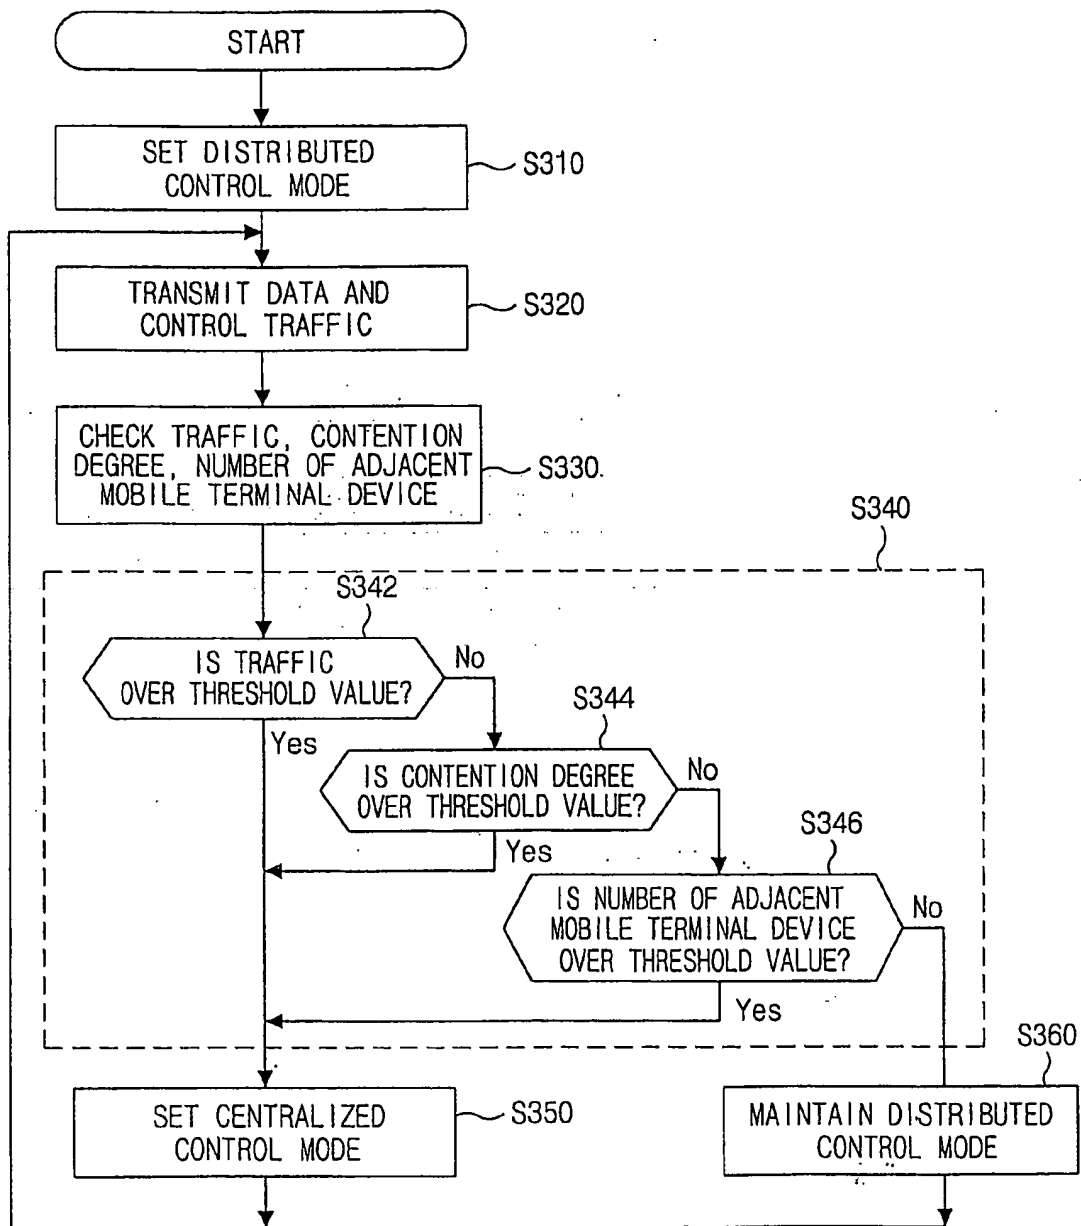 START
SET DISTRIBUTED
CONTROL MODE
S310
TRANSMIT DATA AND
CONTROL TRAFFIC
S320
CHECK TRAFFIC, CONTENTION
DEGREE, NUMBER OF ADJACENT
MOBILE TERMINAL DEVICE
S330
S340
S342
IS TRAFFIC
OVER THRESHOLD VALUE?
No
Yes
S344
IS CONTENTION DEGREE
OVER THRESHOLD VALUE?
No
Yes
S346
IS NUMBER OF ADJACENT
MOBILE TERMINAL DEVICE
OVER THRESHOLD VALUE?
No
Yes
SET CENTRALIZED
CONTROL MODE
S350
S360
MAINTAIN DISTRIBUTED
CONTROL MODE